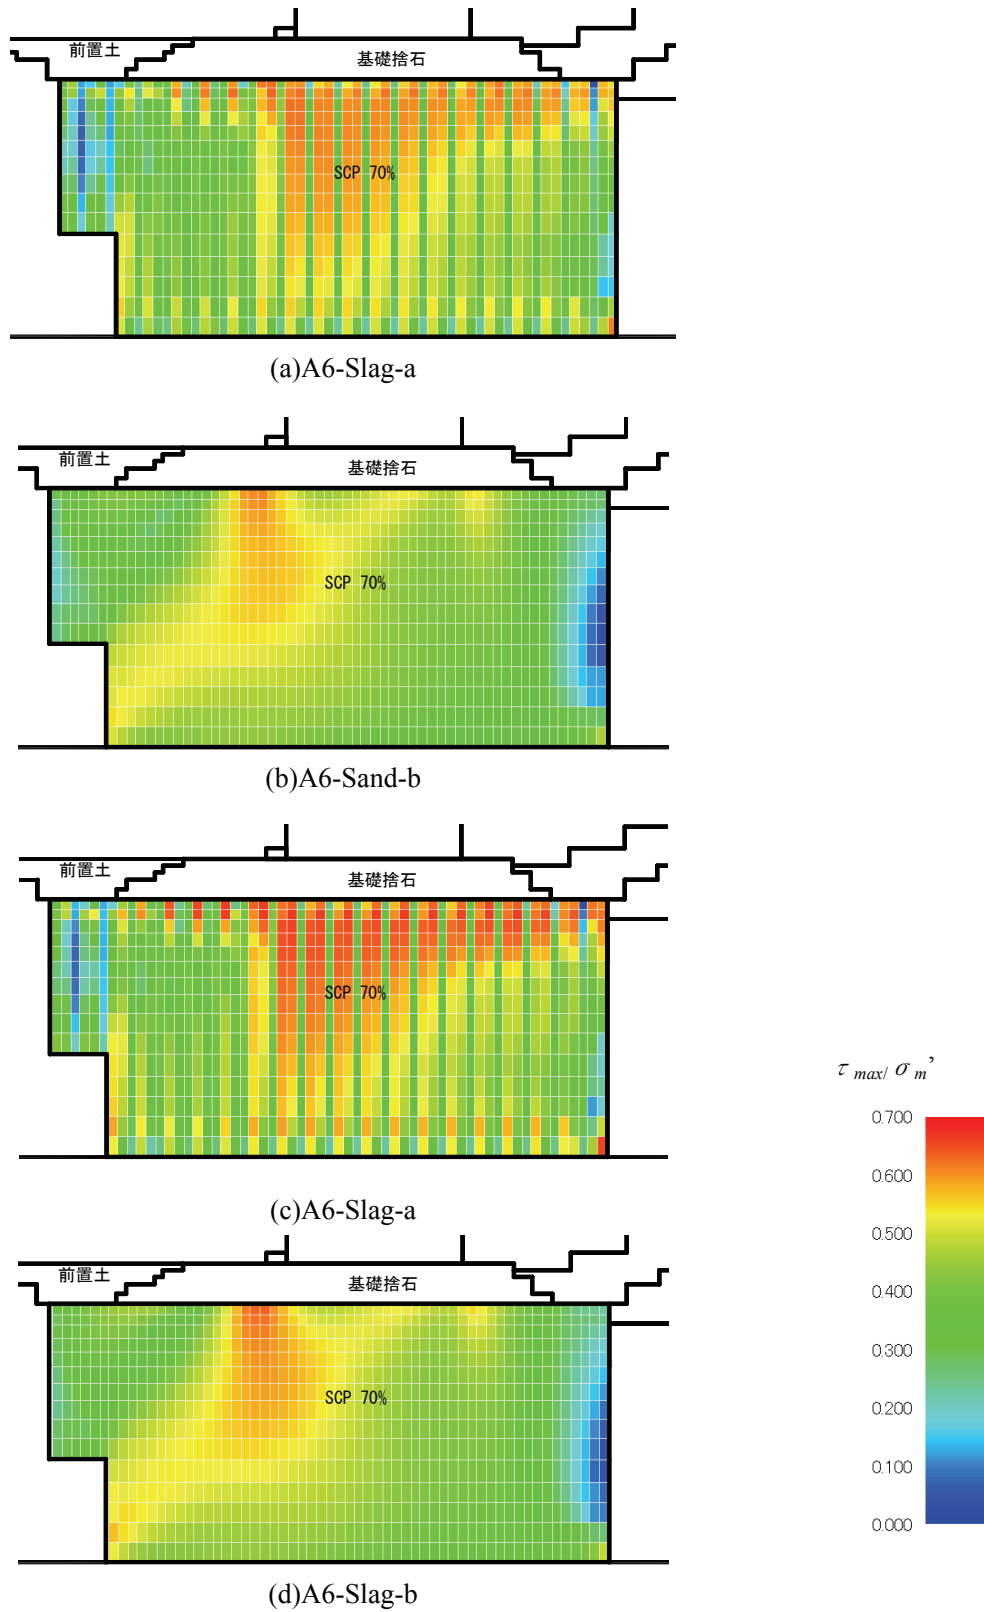 前置土
基礎捨石
SCP 70%
(a)A6-Slag-a
前置土
基礎捨石
SCP 70%
(b)A6-Sand-b
前置土
基礎捨石
SCP 70%
(c)A6-Slag-a
τ max/ σ m’
0.700
0.600
0.500
0.400
0.300
0.200
0.100
0.000
前置土
基礎捨石
SCP 70%
(d)A6-Slag-b